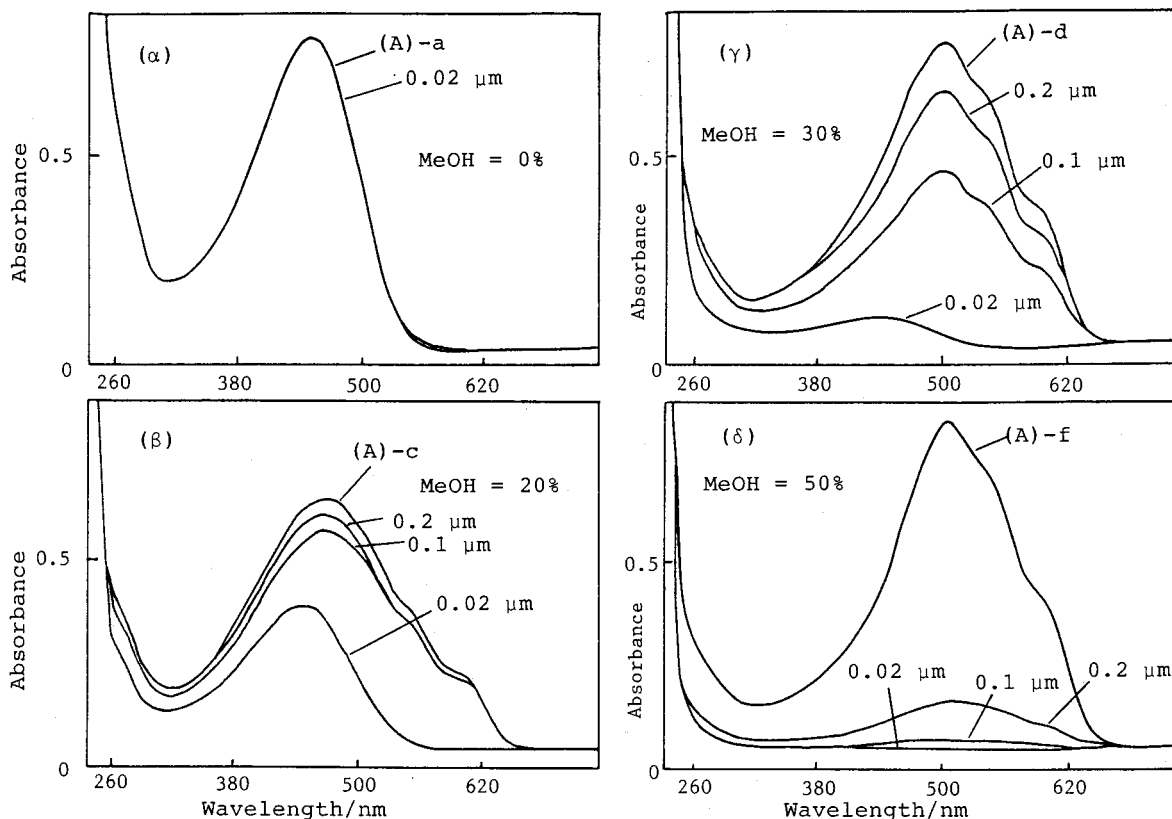 (α)
(A)-a
0.02 μm
MeOH = 0%
0.5
0
Absorbance
260 380 500 620
(γ)
(A)-d
0.2 μm
MeOH = 30%
0.1 μm
0.02 μm
0.5
0
Absorbance
260 380 500 620
(β)
(A)-c
MeOH = 20%
0.2 μm
0.1 μm
0.02 μm
0.5
0
Absorbance
260 380 500 620
Wavelength/nm
(δ)
(A)-f
MeOH = 50%
0.02 μm
0.1 μm
0.2 μm
0.5
0
Absorbance
260 380 500 620
Wavelength/nm